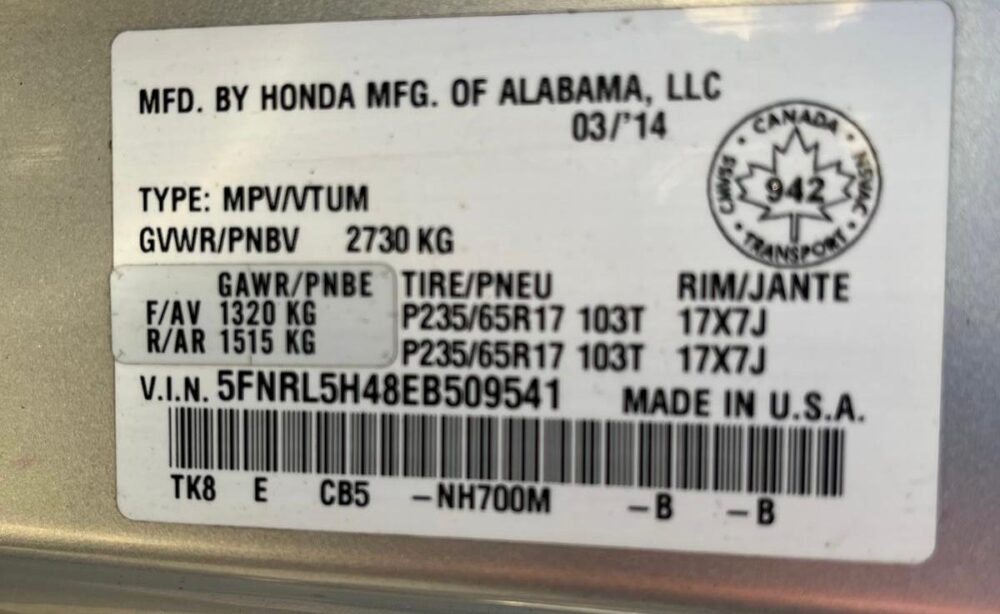 MFD. BY HONDA MFG. OF ALABAMA, LLC
03/'14
CANADA
CMVSS 942 NSVAC
TRANSPORT
TYPE: MPV/VTUM
GVWR/PNBV 2730 KG
GAWR/PNBE TIRE/PNEU RIM/JANTE
F/AV 1320 KG P235/65R17 103T 17X7J
R/AR 1515 KG P235/65R17 103T 17X7J
V.I.N. 5FNRL5H48EB509541 MADE IN U.S.A.
TK8 E CB5 -NH700M -B -B